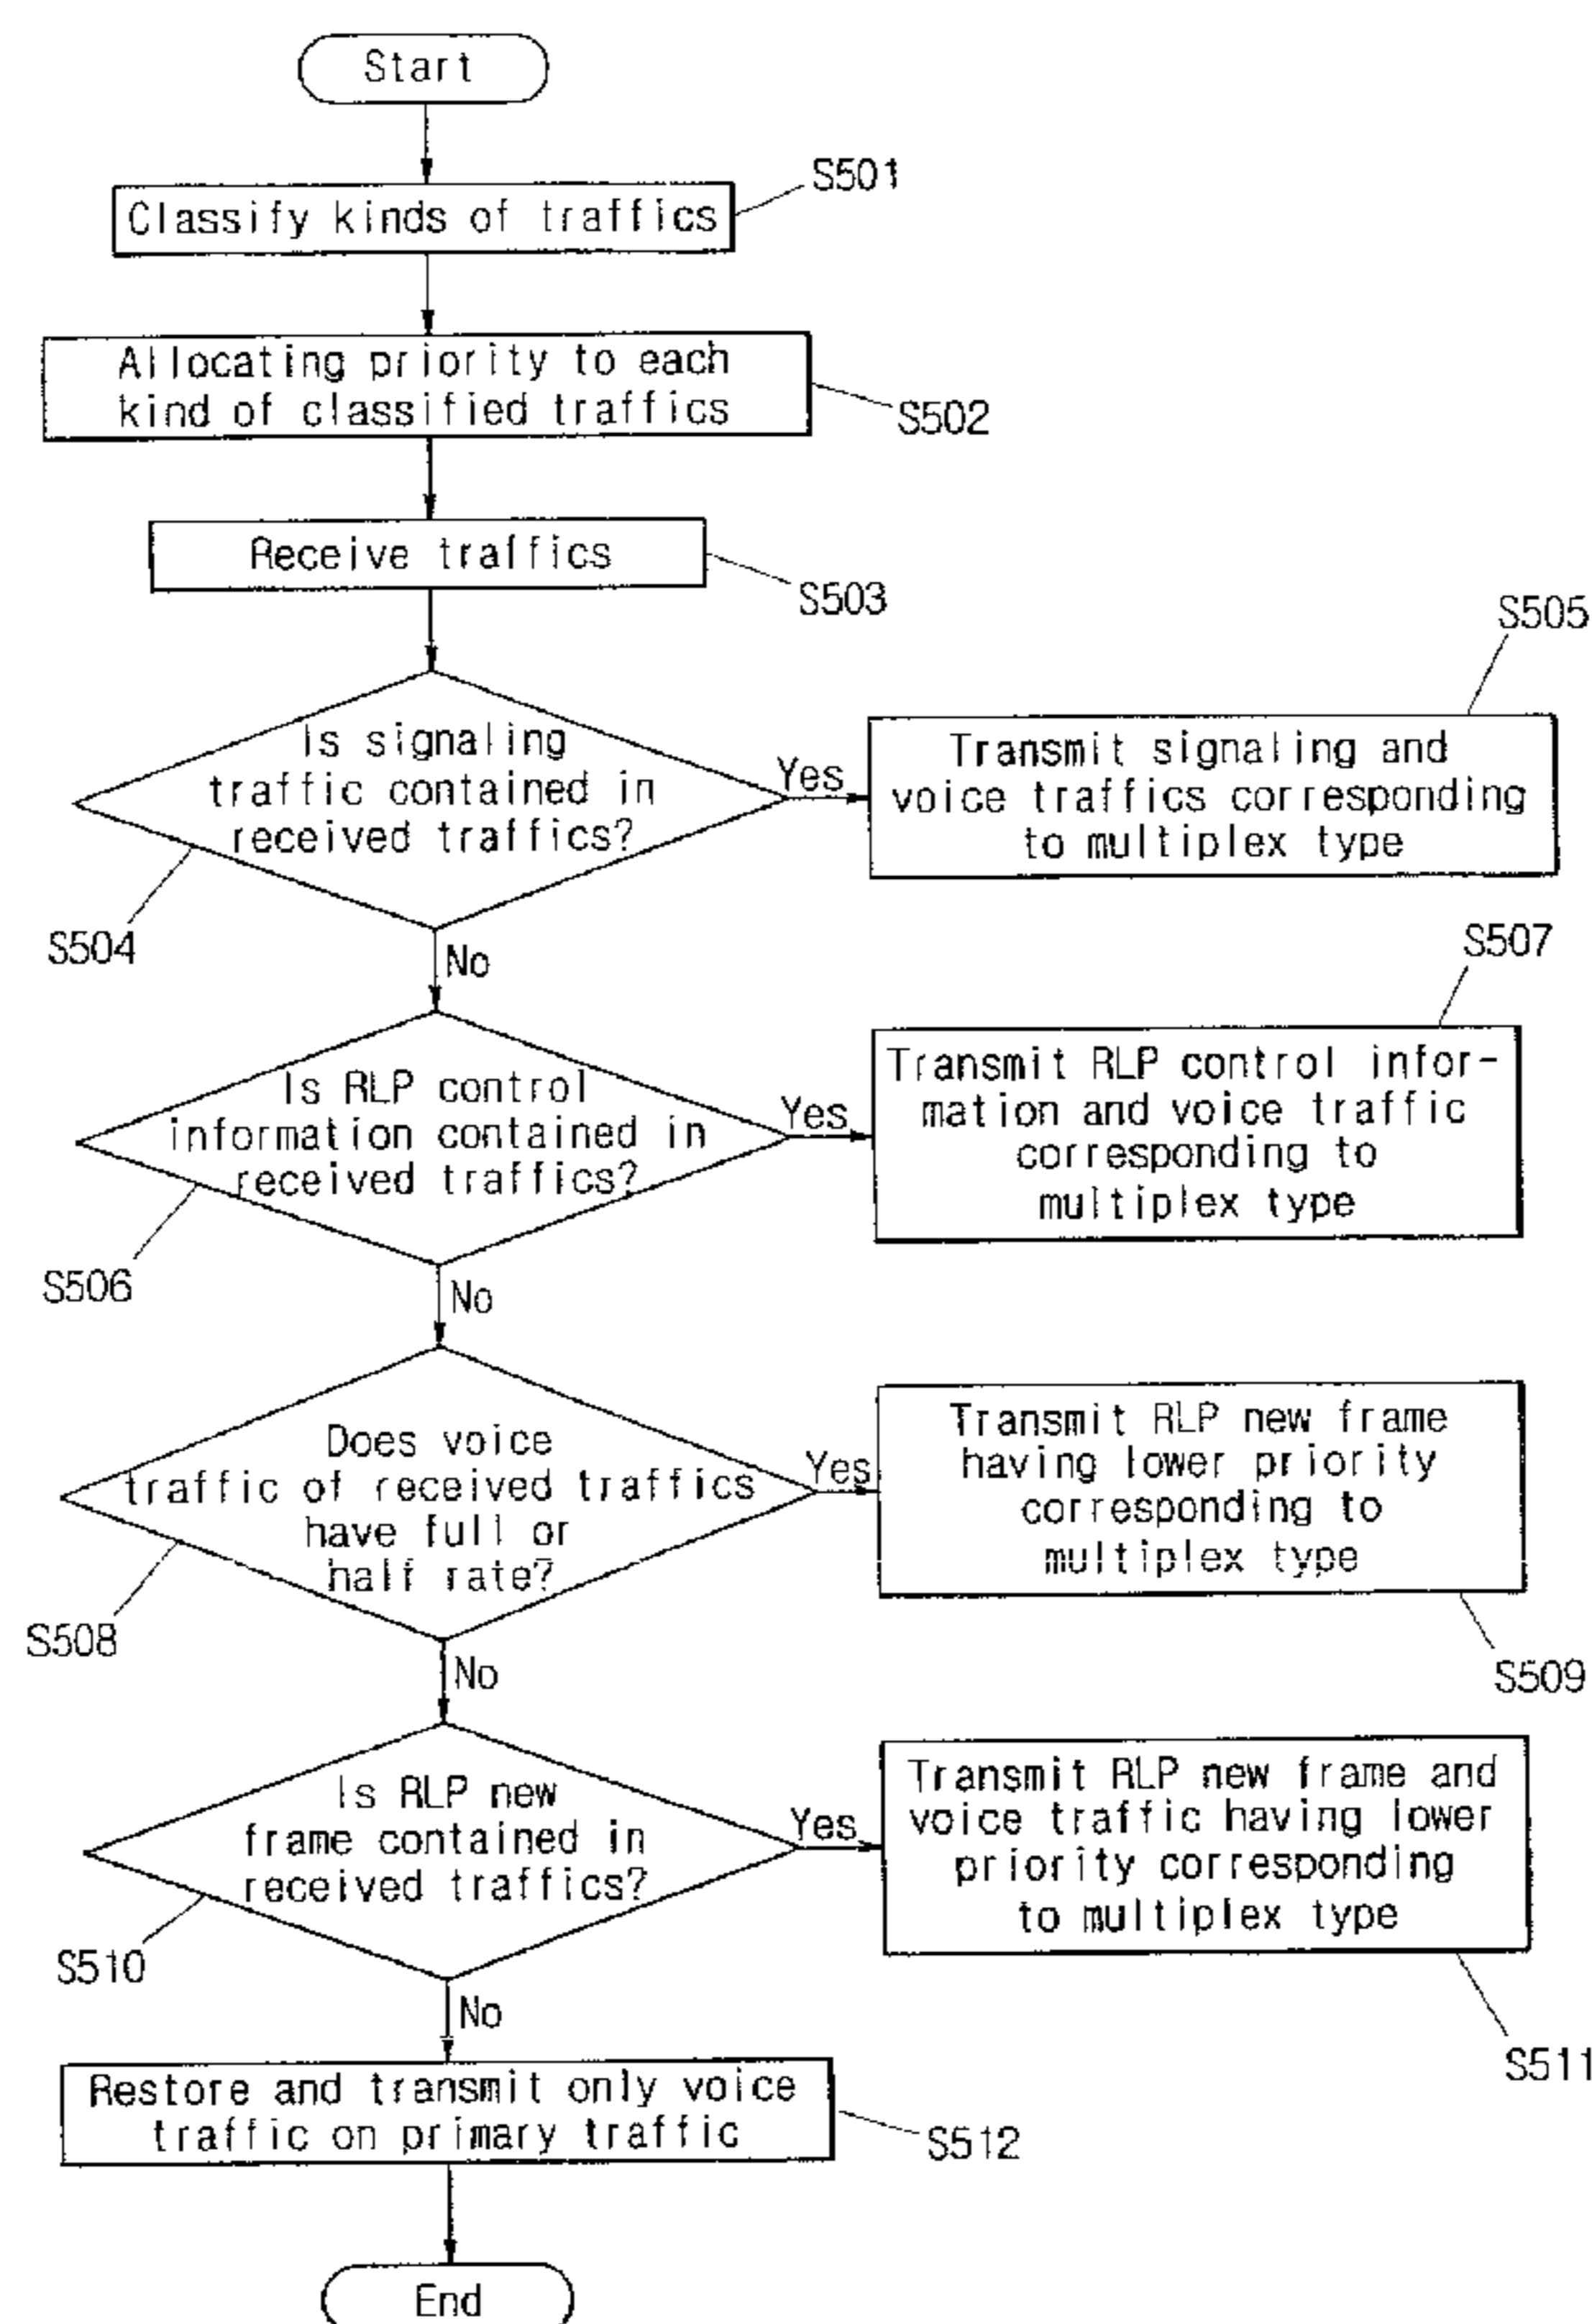 Start
Classify kinds of traffics
S501
Allocating priority to each
kind of classified traffics
S502
Receive traffics
S503
Is signaling
traffic contained in
received traffics?
S504
Yes
Transmit signaling and
voice traffics corresponding
to multiplex type
S505
No
Is RLP control
information contained in
received traffics?
S506
Yes
Transmit RLP control infor-
mation and voice traffic
corresponding to
multiplex type
S507
No
Does voice
traffic of received traffics
have full or
half rate?
S508
Yes
Transmit RLP new frame
having lower priority
corresponding to
multiplex type
S509
No
Is RLP new
frame contained in
received traffics?
S510
Yes
Transmit RLP new frame and
voice traffic having lower
priority corresponding
to multiplex type
S511
No
Restore and transmit only voice
traffic on primary traffic
S512
End